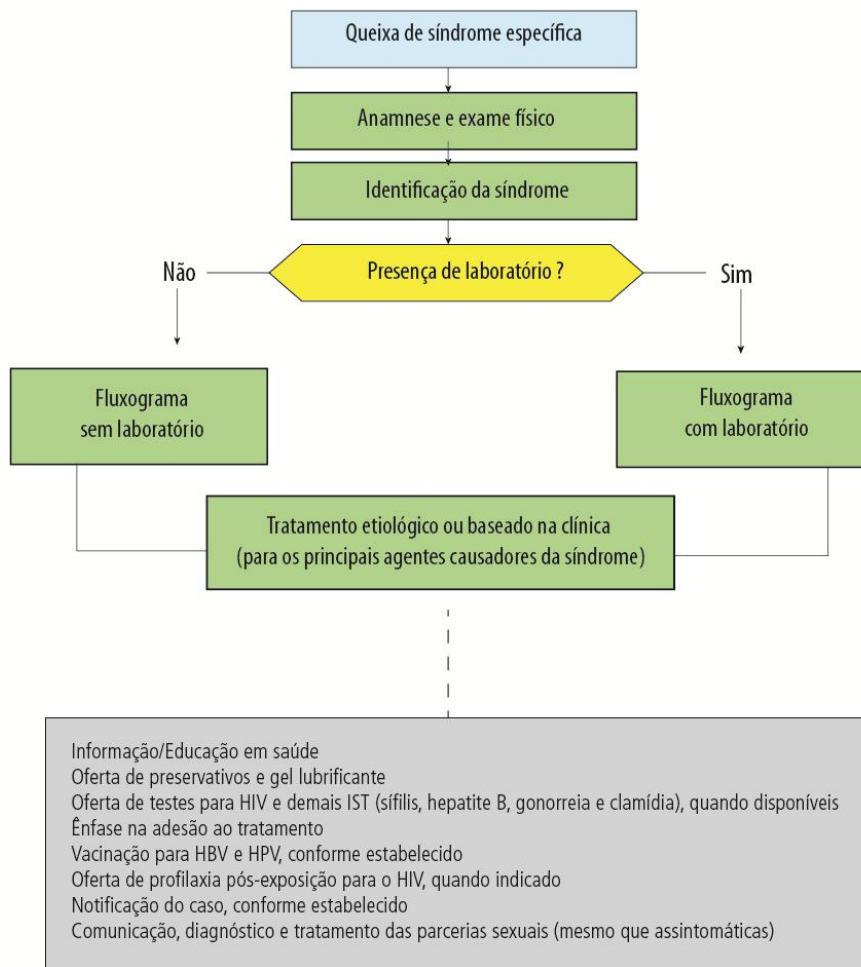 Queixa de síndrome específica
Anamnese e exame físico
Identificação da síndrome
Presença de laboratório ?
Não
Sim
Fluxograma
sem laboratório
Fluxograma
com laboratório
Tratamento etiológico ou baseado na clínica
(para os principais agentes causadores da síndrome)
Informação/Educação em saúde
Oferta de preservativos e gel lubrificante
Oferta de testes para HIV e demais IST (sífilis, hepatite B, gonorreia e clamídia), quando disponíveis
Ênfase na adesão ao tratamento
Vacinação para HBV e HPV, conforme estabelecido
Oferta de profilaxia pós-exposição para o HIV, quando indicado
Notificação do caso, conforme estabelecido
Comunicação, diagnóstico e tratamento das parcerias sexuais (mesmo que assintomáticas)